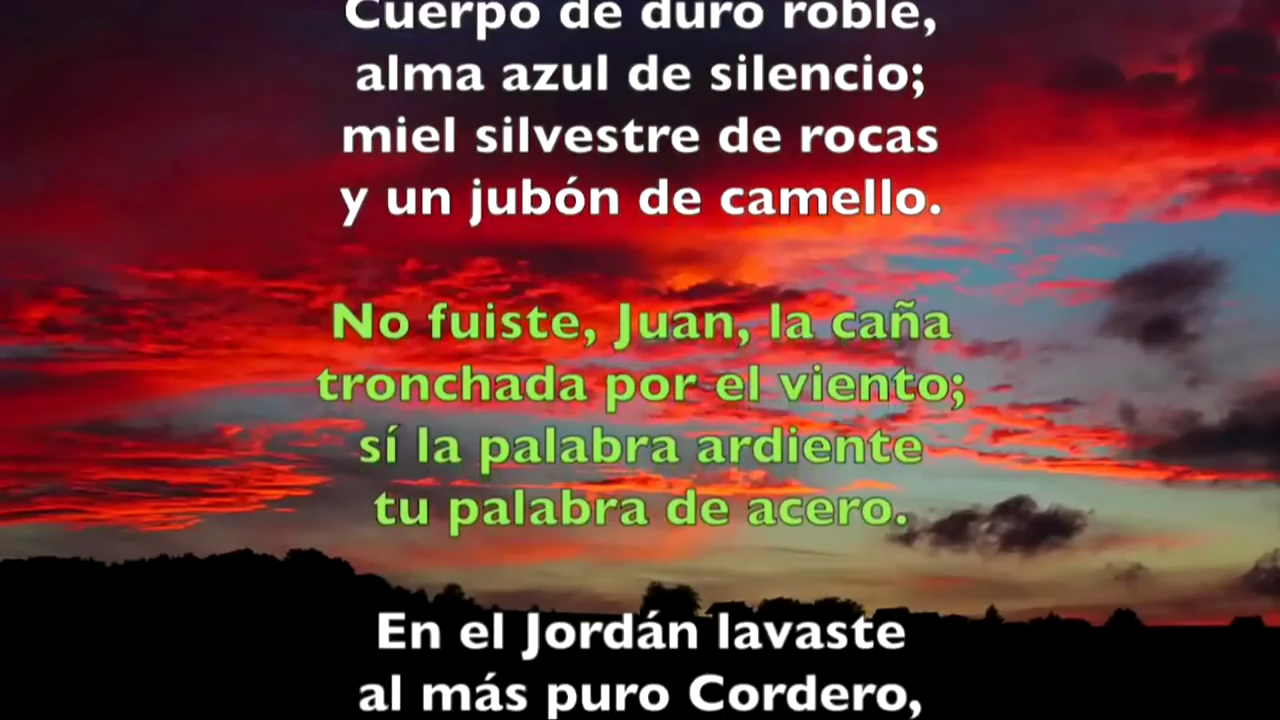 Cuerpo de duro roble,
alma azul de silencio;
miel silvestre de rocas
y un jubón de camello.
No fuiste, Juan, la caña
tronchada por el viento;
sí la palabra ardiente
tu palabra de acero.
En el Jordán lavaste
al más puro Cordero,